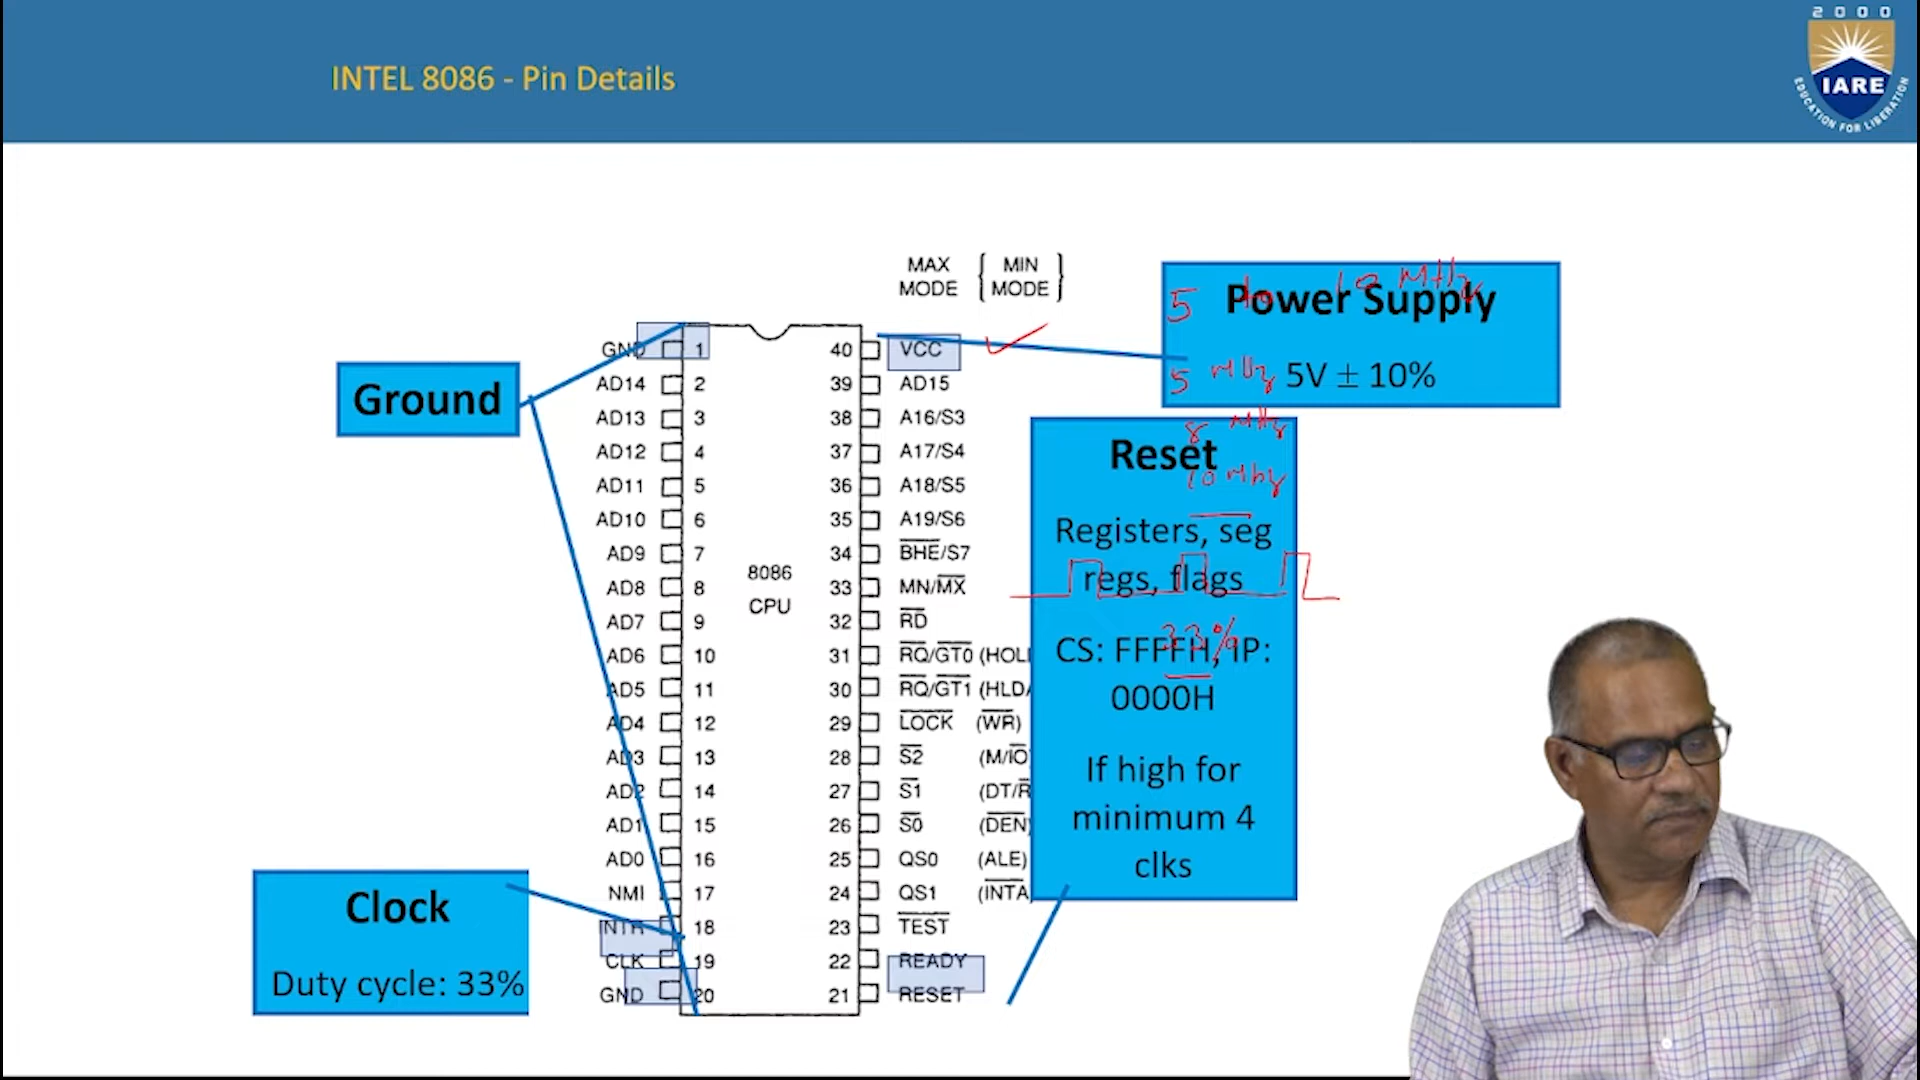 2000
IARE
EDUCATION FOR LIBERATION
INTEL 8086 - Pin Details
MAX MODE
MIN MODE
Ground
GND 1
AD14 2
AD13 3
AD12 4
AD11 5
AD10 6
AD9 7
AD8 8
AD7 9
AD6 10
AD5 11
AD4 12
AD3 13
AD2 14
AD1 15
AD0 16
NMI 17
INTR 18
CLK 19
GND 20
8086
CPU
40 VCC
39 AD15
38 A16/S3
37 A17/S4
36 A18/S5
35 A19/S6
34 BHE/S7
33 MN/MX
32 RD
31 RQ/GT0 (HOL
30 RQ/GT1 (HLDA
29 LOCK (WR)
28 S2 (M/IO
27 S1 (DT/R
26 S0 (DEN)
25 QS0 (ALE)
24 QS1 (INTA
23 TEST
22 READY
21 RESET
Clock
Duty cycle: 33%
Power Supply
5V ± 10%
5 to 10 MHz
5 MHz
8 MHz
10 MHz
33%
Reset
Registers, seg
regs, flags
CS: FFFFH, IP:
0000H
If high for
minimum 4
clks